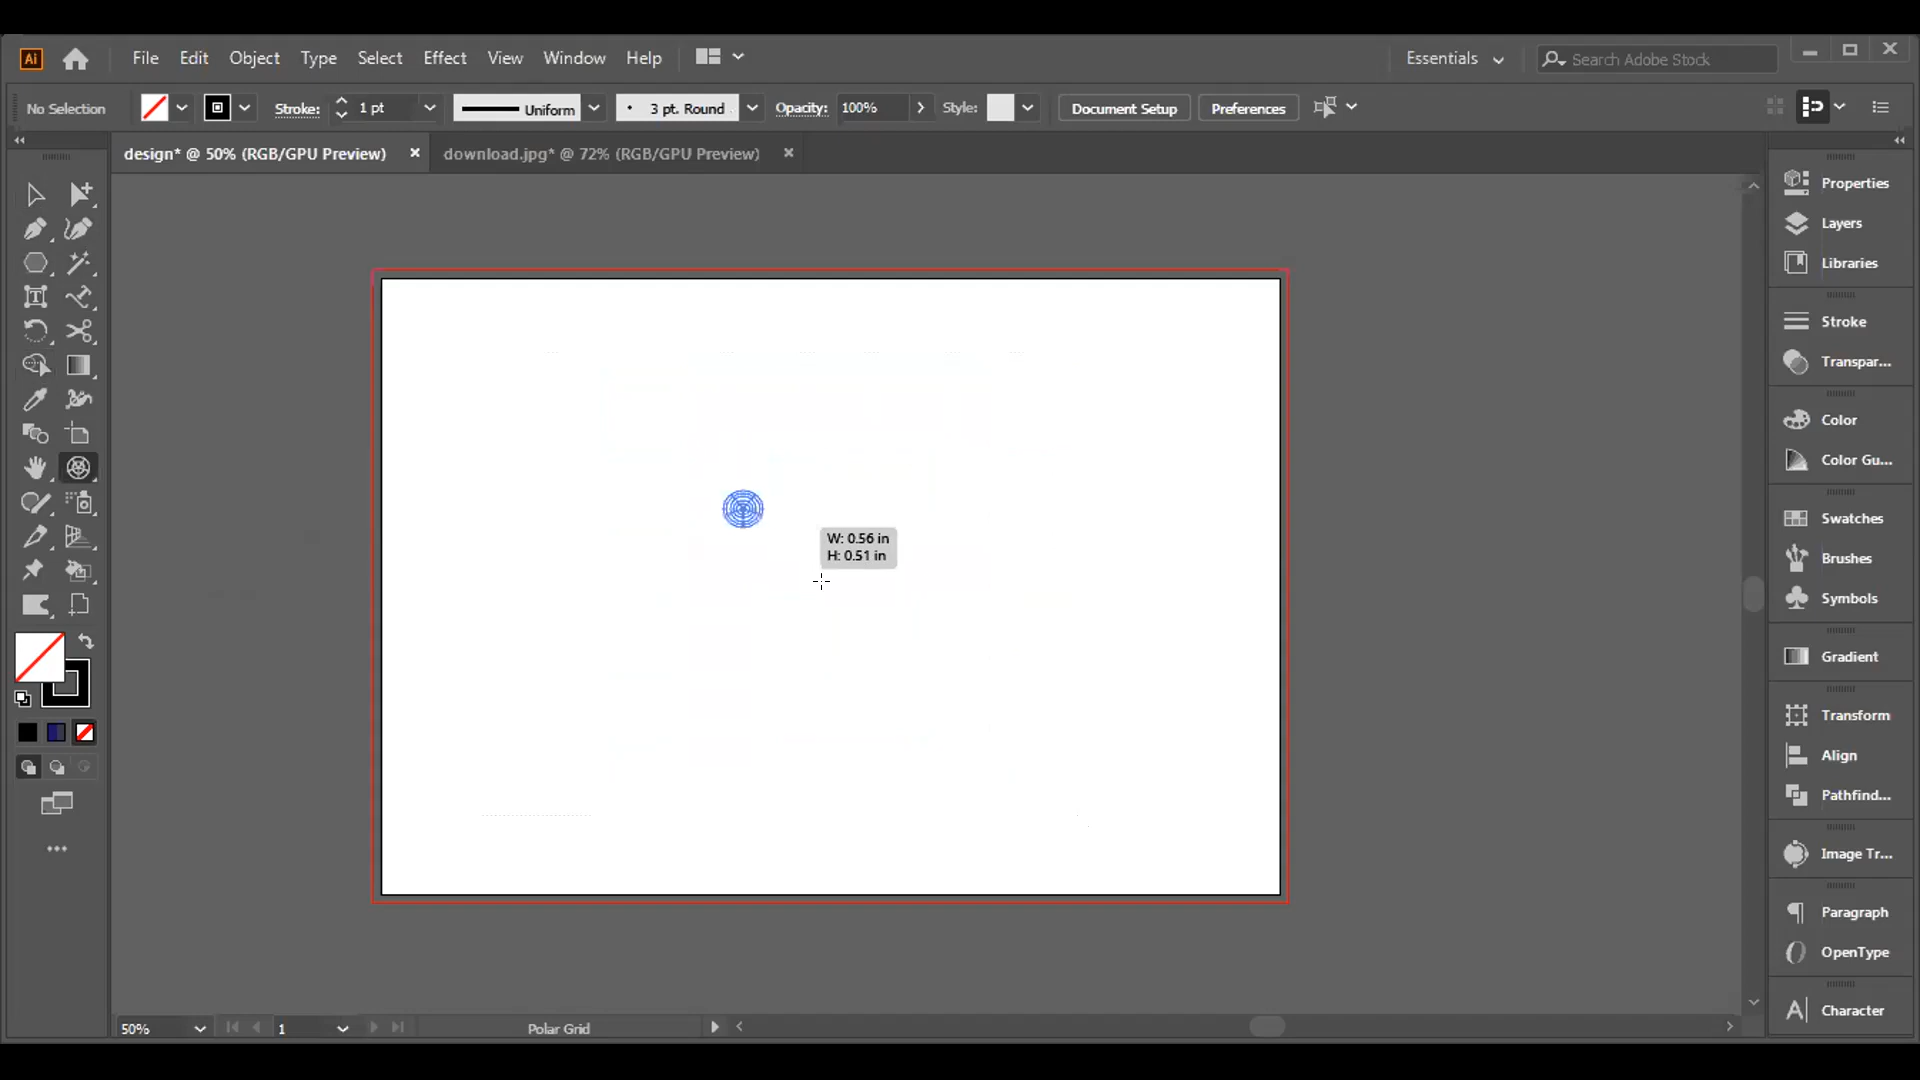 Ai File Edit Object Type Select Effect View Window Help Essentials Search Adobe Stock
No Selection Stroke: 1 pt Uniform 3 pt. Round Opacity: 100% Style: Document Setup Preferences
design* @ 50% (RGB/GPU Preview) × download.jpg* @ 72% (RGB/GPU Preview) ×
Properties
Layers
Libraries
Stroke
Transpar...
Color
Color Gu...
Swatches
Brushes
Symbols
Gradient
Transform
Align
Pathfind...
Image Tr...
Paragraph
OpenType
Character
W: 0.56 in
H: 0.51 in
50% 1 Polar Grid